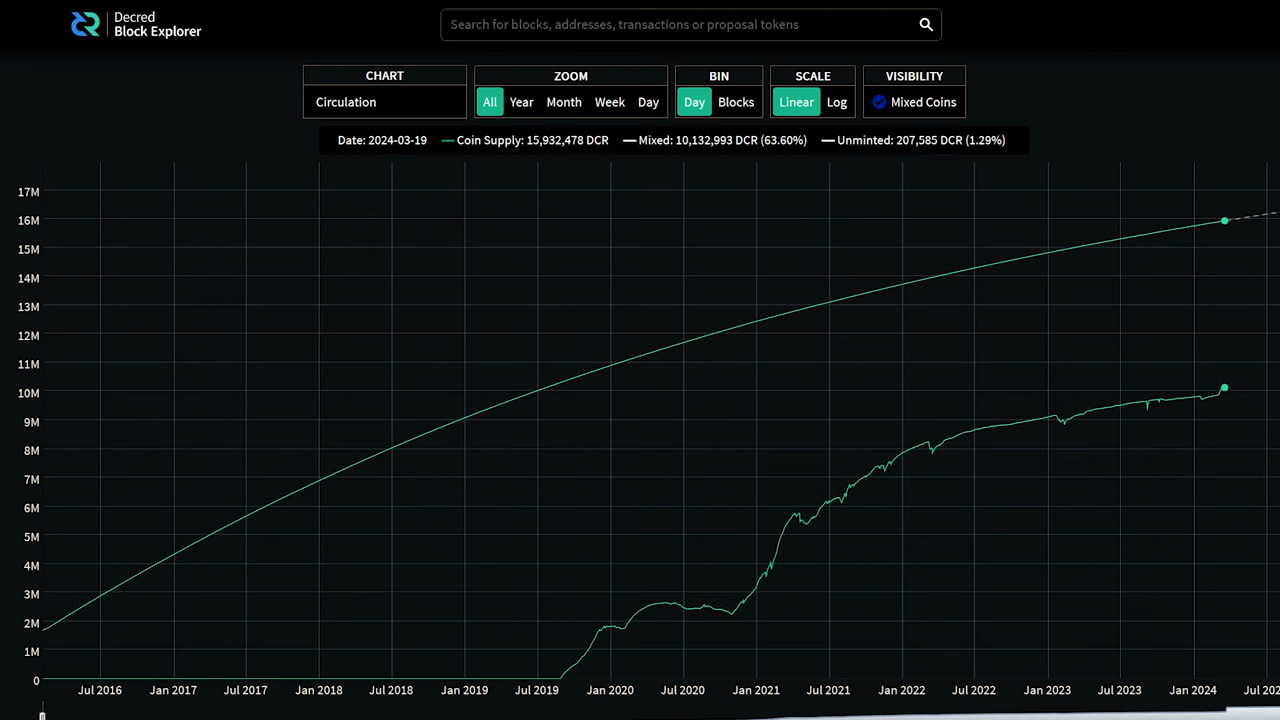 Decred
Block Explorer
Search for blocks, addresses, transactions or proposal tokens
CHART
Circulation
ZOOM
All Year Month Week Day
BIN
Day Blocks
SCALE
Linear Log
VISIBILITY
Mixed Coins
Date: 2024-03-19 Coin Supply: 15,932,478 DCR Mixed: 10,132,993 DCR (63.60%) Unminted: 207,585 DCR (1.29%)
17M
16M
15M
14M
13M
12M
11M
10M
9M
8M
7M
6M
5M
4M
3M
2M
1M
0
Jul 2016 Jan 2017 Jul 2017 Jan 2018 Jul 2018 Jan 2019 Jul 2019 Jan 2020 Jul 2020 Jan 2021 Jul 2021 Jan 2022 Jul 2022 Jan 2023 Jul 2023 Jan 2024 Jul 202